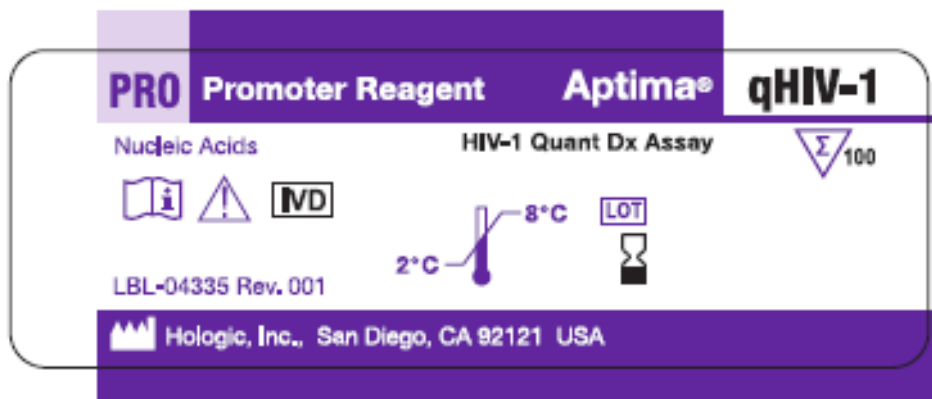 PRO Promoter Reagent Aptima® qHIV-1
Nucleic Acids HIV-1 Quant Dx Assay Σ 100
i IVD
8°C LOT
2°C
LBL-04335 Rev. 001
Hologic, Inc., San Diego, CA 92121 USA